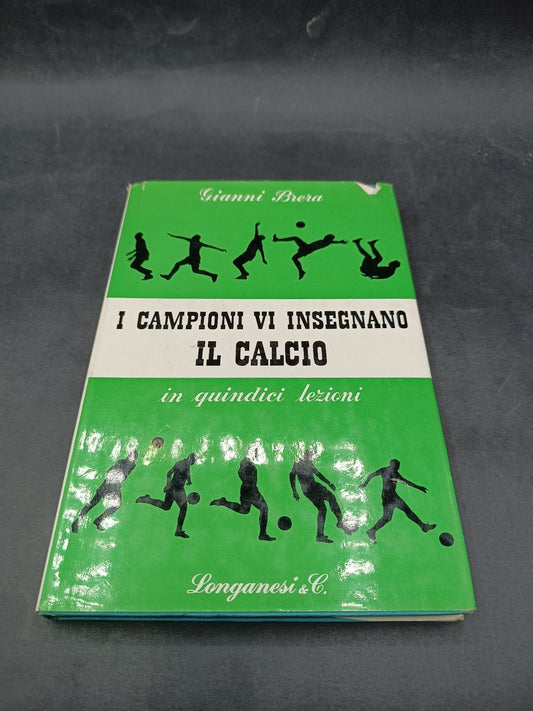 Gianni Brera
I CAMPIONI VI INSEGNANO
IL CALCIO
in quindici lezioni
Longanesi & C.